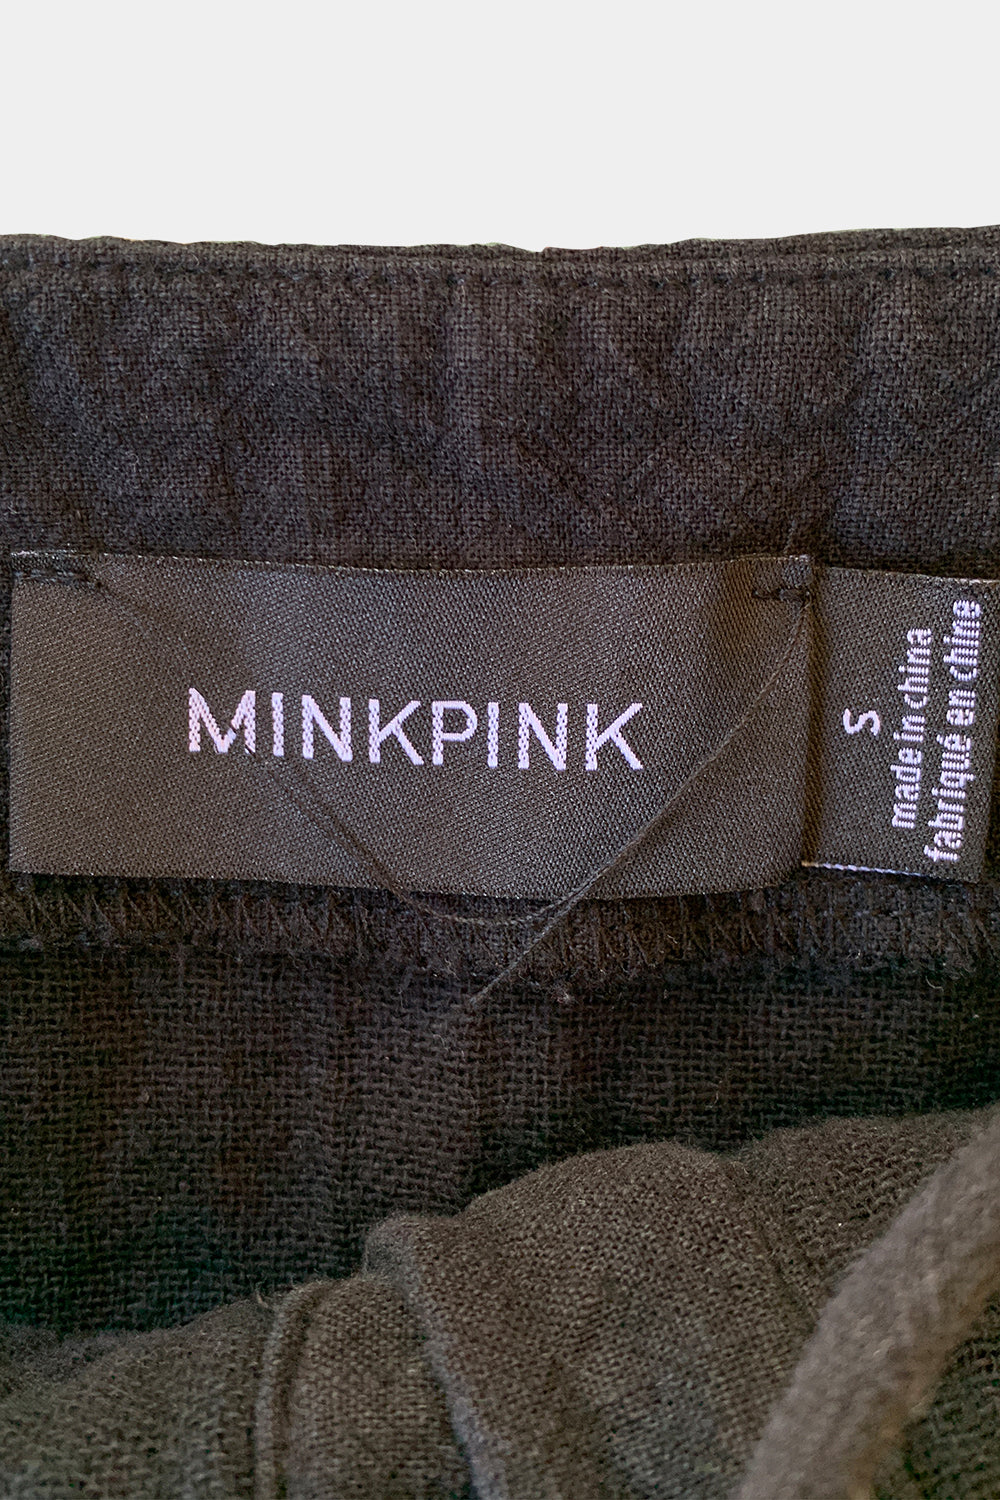 MINKPINK
S
made in china
fabriqué en chine